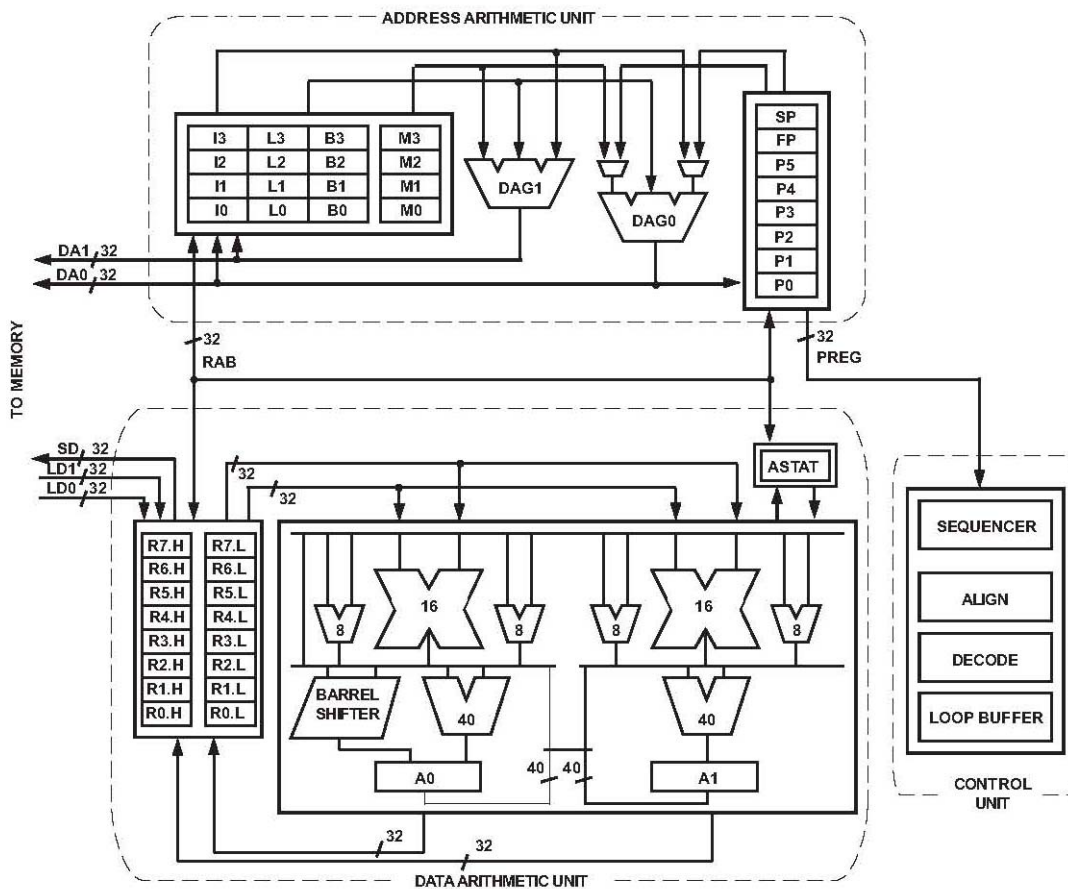 ADDRESS ARITHMETIC UNIT
I3 L3 B3 M3
I2 L2 B2 M2
I1 L1 B1 M1
I0 L0 B0 M0
DAG1
DAG0
SP
FP
P5
P4
P3
P2
P1
P0
DA1 32
DA0 32
32
RAB
32
PREG
TO MEMORY
SD 32
LD1 32
LD0 32
32
32
ASTAT
R7.H R7.L
R6.H R6.L
R5.H R5.L
R4.H R4.L
R3.H R3.L
R2.H R2.L
R1.H R1.L
R0.H R0.L
8
16
8
8
16
8
BARREL
SHIFTER
40
40
A0
40
40
A1
32
32
DATA ARITHMETIC UNIT
SEQUENCER
ALIGN
DECODE
LOOP BUFFER
CONTROL
UNIT